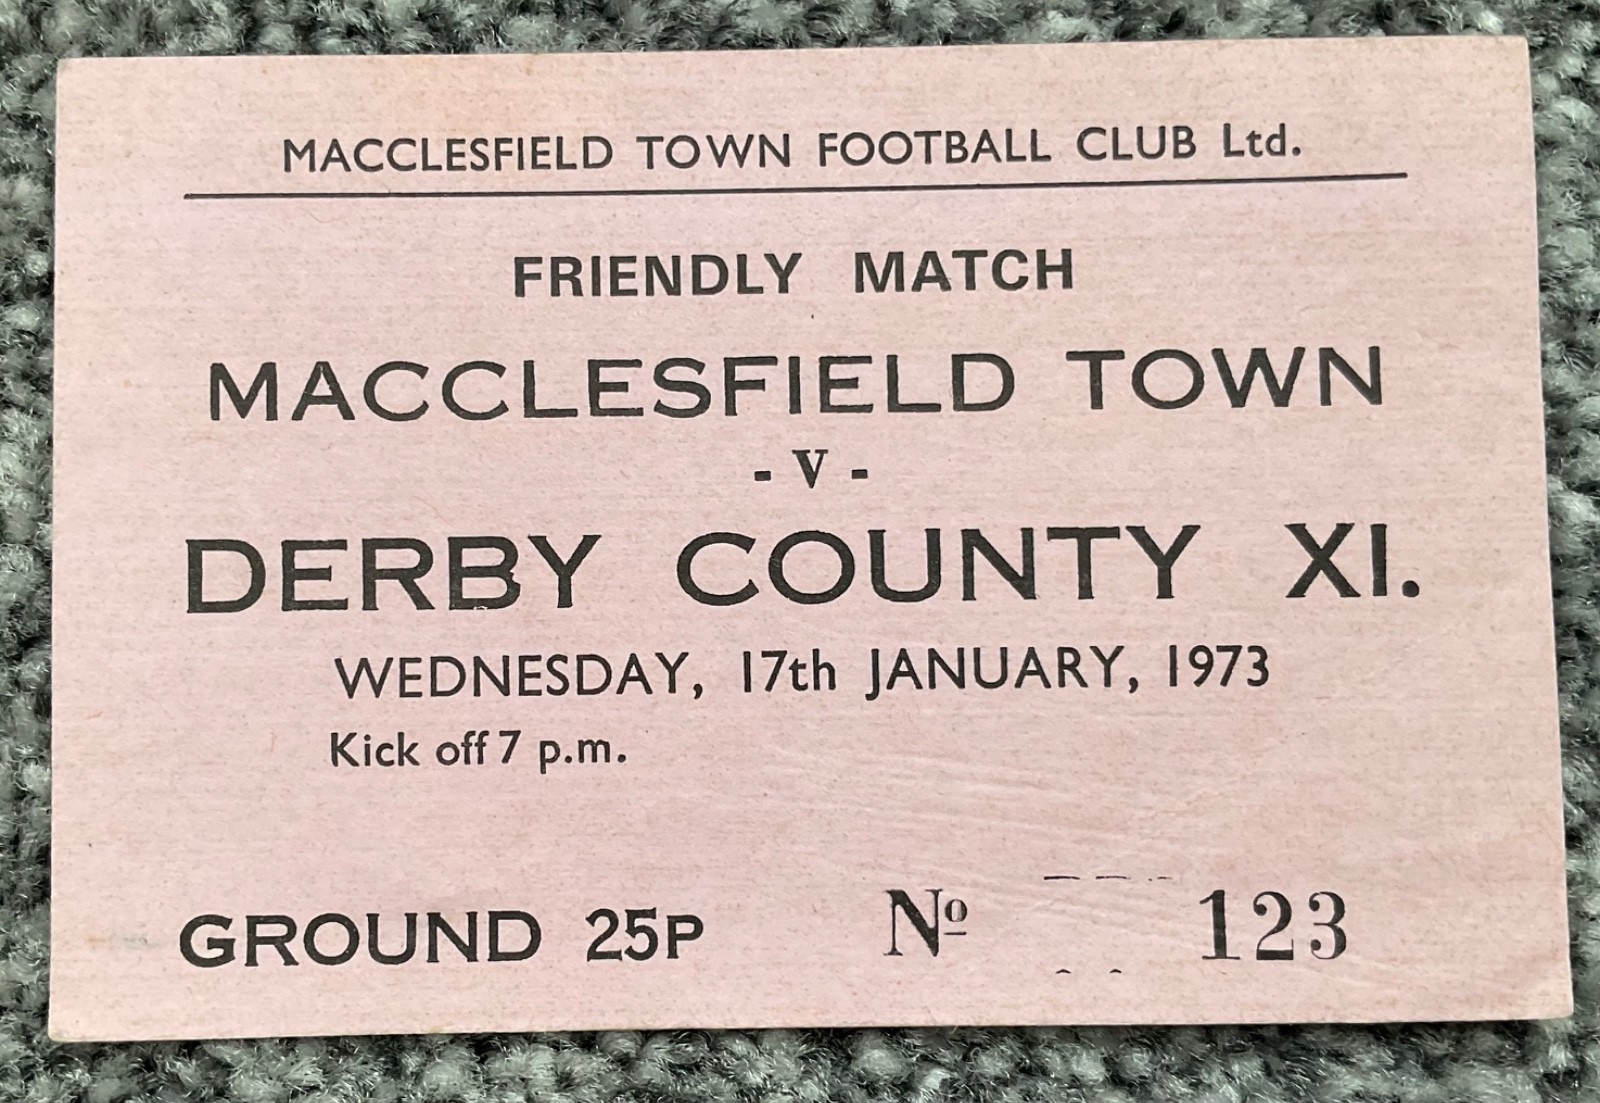 MACCLESFIELD TOWN FOOTBALL CLUB Ltd.
FRIENDLY MATCH
MACCLESFIELD TOWN
- V -
DERBY COUNTY XI.
WEDNESDAY, 17th JANUARY, 1973
Kick off 7 p.m.
GROUND 25P Nº 123